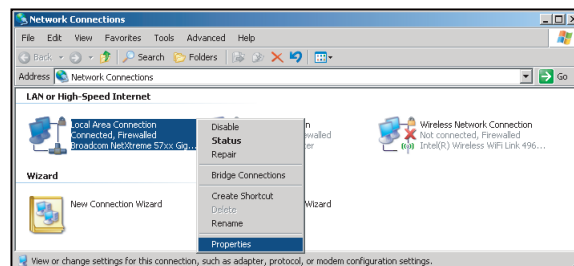 Network Connections
File Edit View Favorites Tools Advanced Help
Back Search Folders
Address Network Connections Go
LAN or High-Speed Internet
Local Area Connection
Connected, Firewalled
Broadcom NetXtreme 57xx Gig...
Disable
Status
Repair
Bridge Connections
Create Shortcut
Delete
Rename
Properties
Wireless Network Connection
Not connected, Firewalled
Intel(R) Wireless WiFi Link 496...
Wizard
New Connection Wizard
Wizard
View or change settings for this connection, such as adapter, protocol, or modem configuration settings.